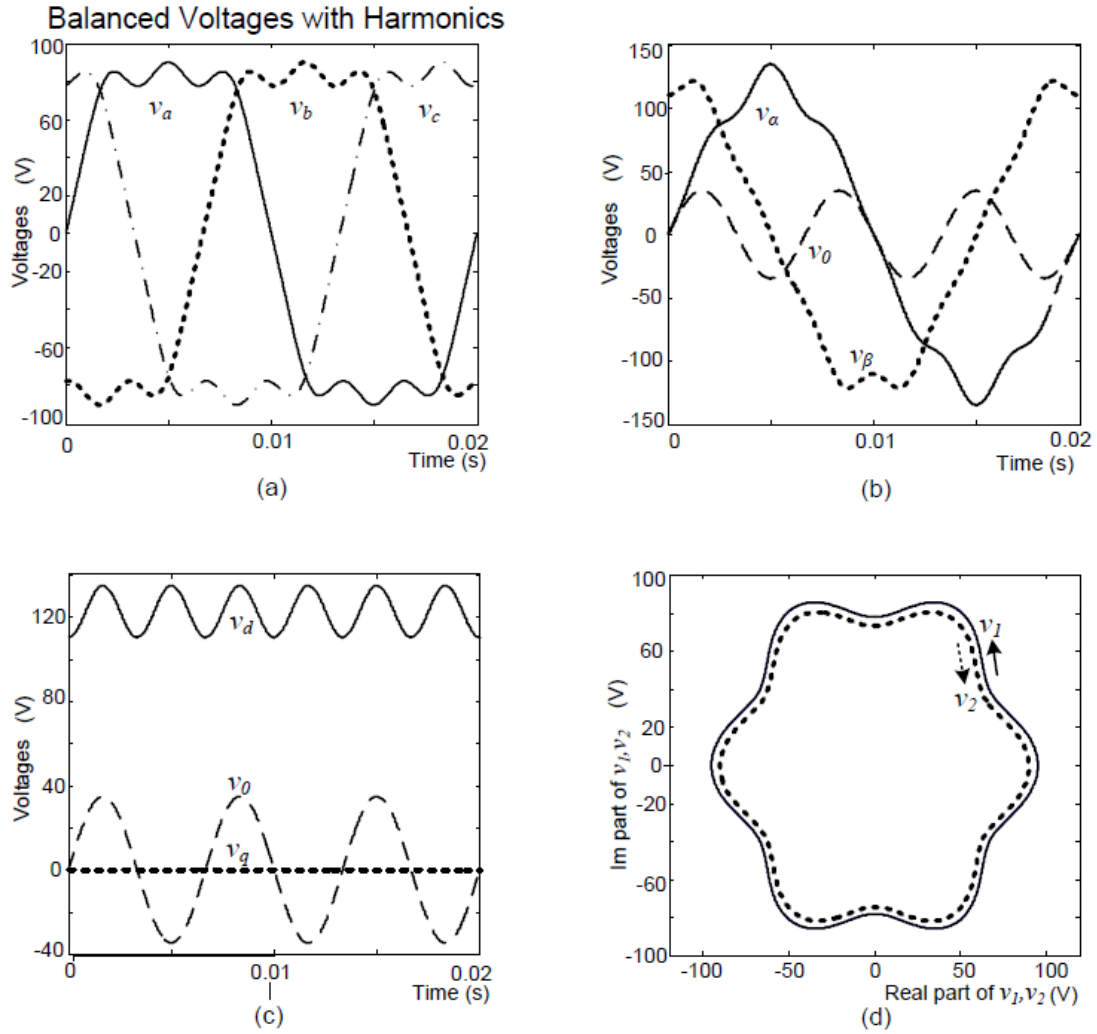 Balanced Voltages with Harmonics
100
60
20
0
-20
-60
-100
Voltages (V)
va
vb
vc
0
0.01
0.02
Time (s)
(a)
150
100
50
0
-50
-100
-150
Voltages (V)
vα
v0
vβ
0
0.01
0.02
Time (s)
(b)
120
80
40
0
-40
Voltages (V)
vd
v0
vq
0
0.01
0.02
Time (s)
(c)
100
80
60
20
0
-20
-60
-100
Im part of v1,v2 (V)
v1
v2
-100
-50
0
50
100
Real part of v1,v2 (V)
(d)